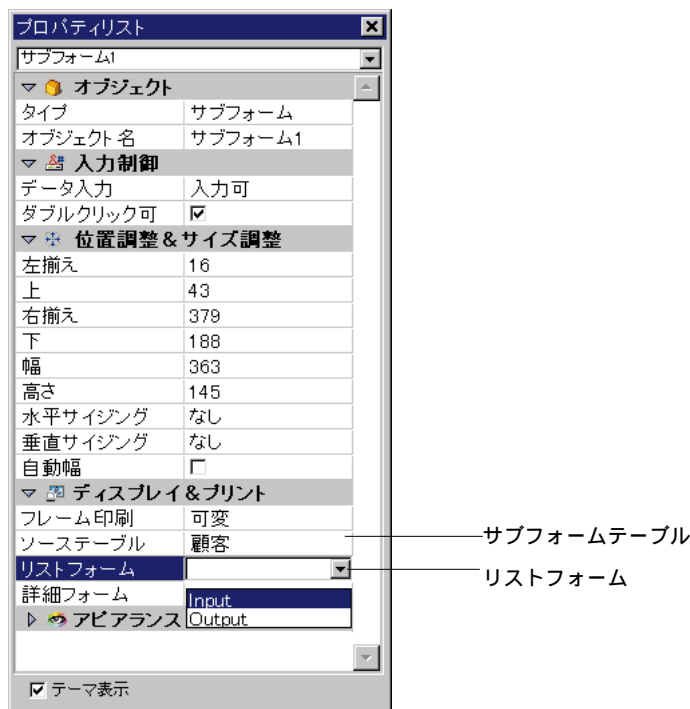 プロパティリスト
サブフォーム1
オブジェクト
タイプ サブフォーム
オブジェクト名 サブフォーム1
入力制御
データ入力 入力可
ダブルクリック可
位置調整&サイズ調整
左揃え 16
上 43
右揃え 379
下 188
幅 363
高さ 145
水平サイジング なし
垂直サイジング なし
自動幅
ディスプレイ&プリント
フレーム印刷 可変
ソーステーブル 顧客
サブフォームテーブル
リストフォーム
リストフォーム
詳細フォーム
Input
アピアランス Output
テーマ表示